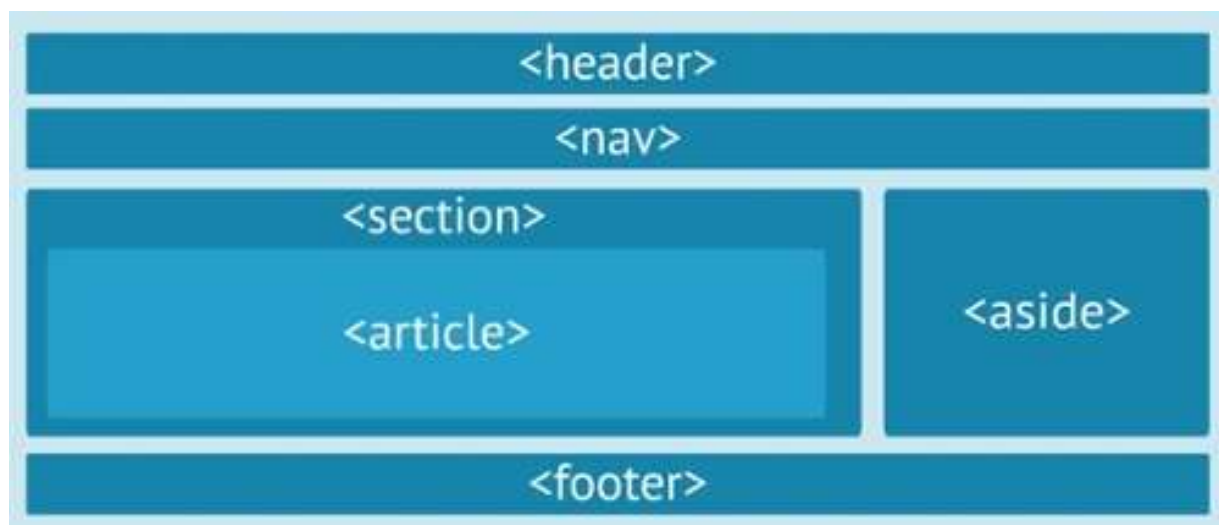 <header>
<nav>
<section>
<article>
<aside>
<footer>